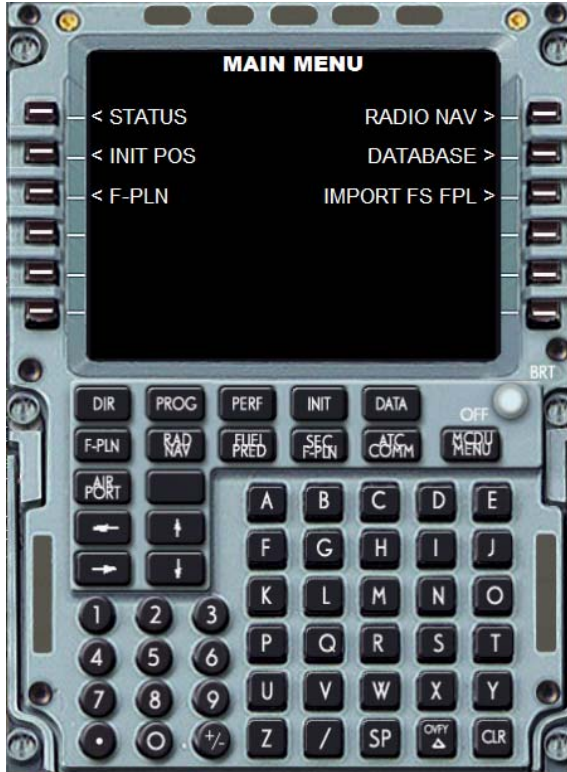 MAIN MENU
< STATUS RADIO NAV >
< INIT POS DATABASE >
< F-PLN IMPORT FS FPL >
BRT
DIR PROG PERF INIT DATA OFF
F-PLN RAD NAV FUEL PRED SEC F-PLN ATC COMM MCDU MENU
AIR PORT
A B C D E
F G H I J
K L M N O
1 2 3
P Q R S T
4 5 6
U V W X Y
7 8 9
Z / SP OVFY Δ CLR
• O +/-